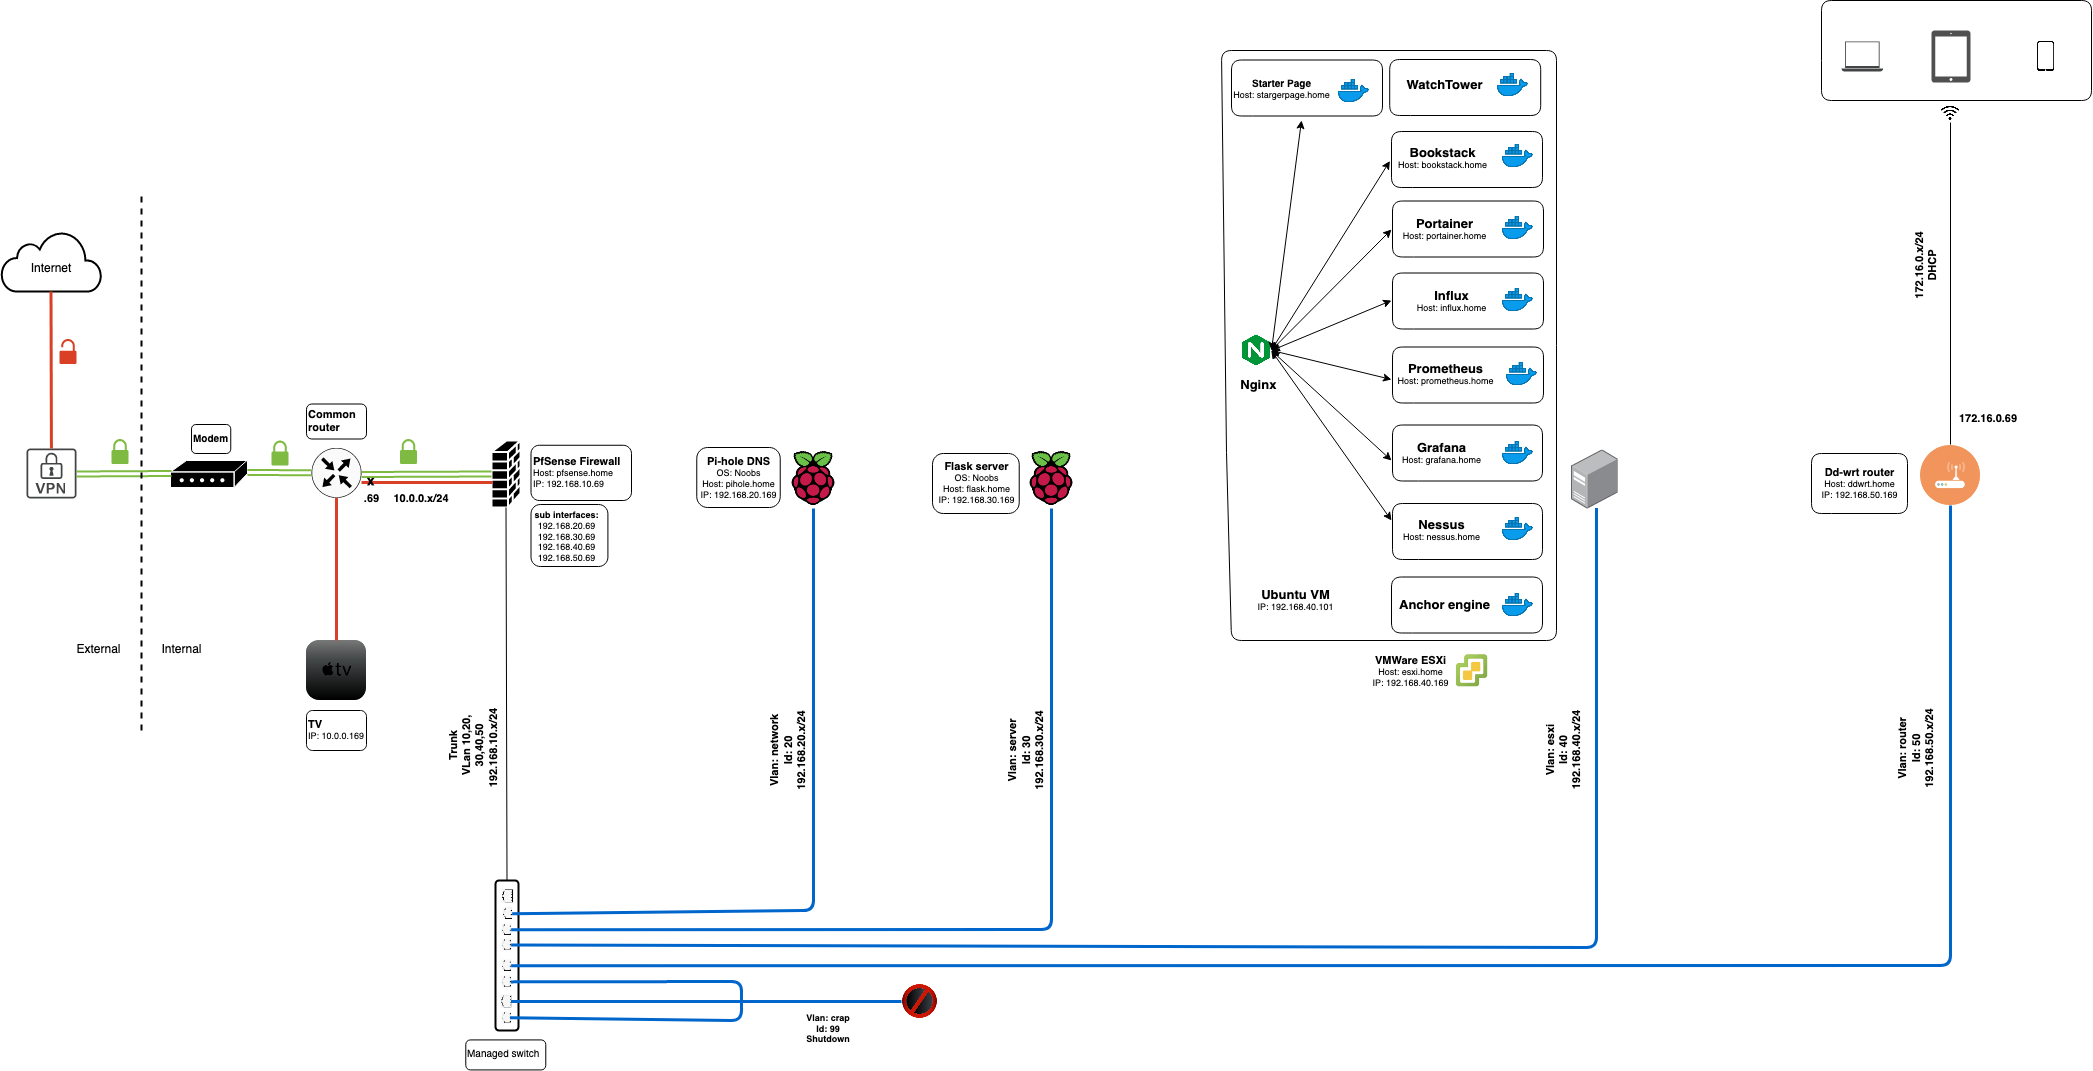 Internet
VPN
External
Internal
Modem
Common
router
.69
x
10.0.0.x/24
tv
TV
IP: 10.0.0.169
PfSense Firewall
Host: pfsense.home
IP: 192.168.10.69
sub interfaces:
192.168.20.69
192.168.30.69
192.168.40.69
192.168.50.69
Trunk
VLan 10,20,
30,40,50
192.168.10.x/24
Managed switch
Pi-hole DNS
OS: Noobs
Host: pihole.home
IP: 192.168.20.169
Vlan: network
Id: 20
192.168.20.x/24
Flask server
OS: Noobs
Host: flask.home
IP: 192.168.30.169
Vlan: server
Id: 30
192.168.30.x/24
Vlan: crap
Id: 99
Shutdown
Starter Page
Host: stargerpage.home
WatchTower
Bookstack
Host: bookstack.home
Portainer
Host: portainer.home
Influx
Host: influx.home
Prometheus
Host: prometheus.home
Grafana
Host: grafana.home
Nessus
Host: nessus.home
Anchor engine
N
Nginx
Ubuntu VM
IP: 192.168.40.101
VMWare ESXi
Host: esxi.home
IP: 192.168.40.169
Vlan: esxi
Id: 40
192.168.40.x/24
172.16.0.x/24
DHCP
172.16.0.69
Dd-wrt router
Host: ddwrt.home
IP: 192.168.50.169
Vlan: router
Id: 50
192.168.50.x/24